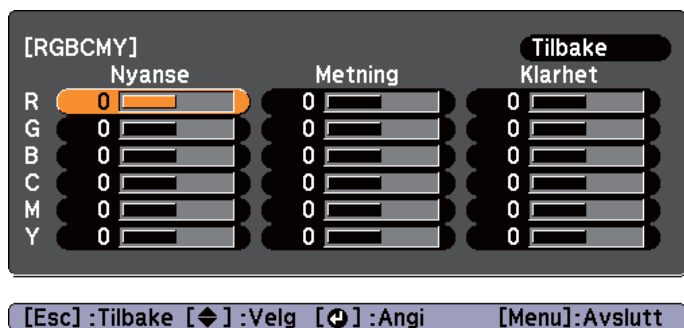 [RGBCMY] Tilbake
Nyanse Metning Klarhet
R 0 0 0
G 0 0 0
B 0 0 0
C 0 0 0
M 0 0 0
Y 0 0 0
[Esc] :Tilbake [◆] :Velg [↵] :Angi [Menu]:Avslutt